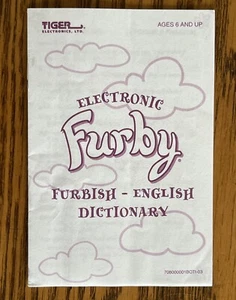 TIGER
ELECTRONICS, LTD.
AGES 6 AND UP
ELECTRONIC
Furby
FURBISH - ENGLISH
DICTIONARY